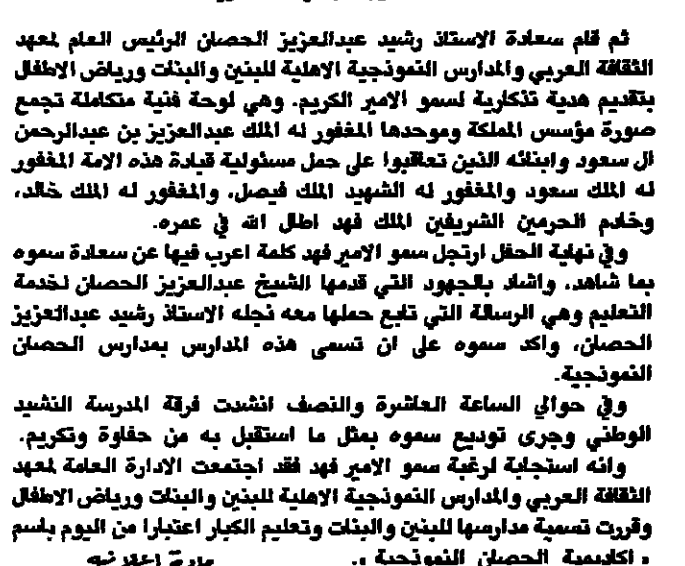 ثم قام سعادة الاستاذ رشيد عبدالعزيز الحصان الرئيس العام لمعهد
الثقافة العربي والمدارس النموذجية الاهلية للبنين والبنات ورياض الاطفال
بتقديم هدية تذكارية لسمو الامير الكريم. وهي لوحة فنية متكاملة تجمع
صورة مؤسس المملكة وموحدها المغفور له الملك عبدالعزيز بن عبدالرحمن
ال سعود وابنائه الذين تعاقبوا على حمل مسئولية قيادة هذه الامة المغفور
له الملك سعود والمغفور له الشهيد الملك فيصل. والمغفور له الملك خالد،
وخادم الحرمين الشريفين الملك فهد اطال الله في عمره.
وفي نهاية الحفل ارتجل سمو الامير فهد كلمة اعرب فيها عن سعادة سموه
بما شاهد. واشاد بالجهود التي قدمها الشيخ عبدالعزيز الحصان لخدمة
التعليم وهي الرسالة التي تابع حملها معه نجله الاستاذ رشيد عبدالعزيز
الحصان، واكد سموه على ان تسمى هذه المدارس بمدارس الحصان
النموذجية.
وفي حوالي الساعة العاشرة والنصف انشدت فرقة المدرسة النشيد
الوطني وجرى توديع سموه بمثل ما استقبل به من حفاوة وتكريم.
وانه استجابة لرغبة سمو الامير فهد فقد اجتمعت الادارة العامة لمعهد
الثقافة العربي والمدارس النموذجية الاهلية للبنين والبنات ورياض الاطفال
وقررت تسمية مدارسها للبنين والبنات وتعليم الكبار اعتبارا من اليوم باسم
، اكاديمية الحصان النموذجية ،.